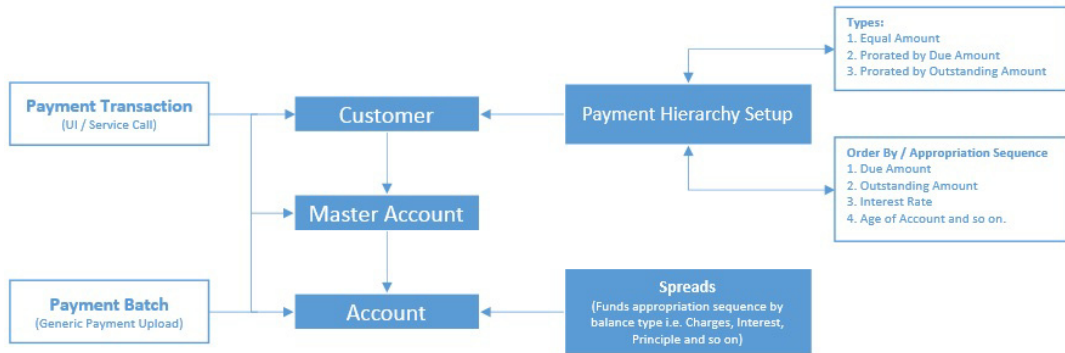 Types:
1. Equal Amount
2. Prorated by Due Amount
3. Prorated by Outstanding Amount
Payment Transaction
(UI / Service Call)
Customer
Payment Hierarchy Setup
Order By / Appropriation Sequence
1. Due Amount
2. Outstanding Amount
3. Interest Rate
4. Age of Account and so on.
Master Account
Payment Batch
(Generic Payment Upload)
Account
Spreads
(Funds appropriation sequence by
balance type i.e. Charges, Interest,
Principle and so on)